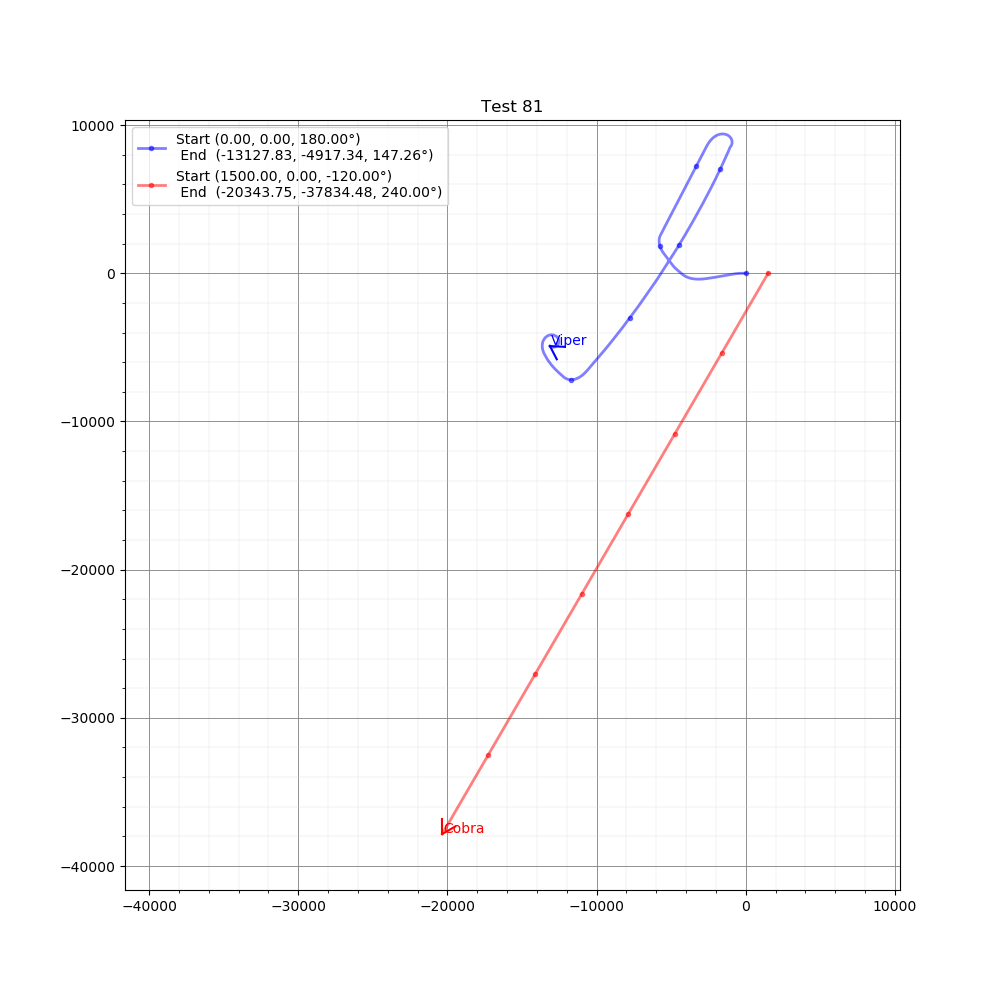 Test 81
Start (0.00, 0.00, 180.00°)
End (-13127.83, -4917.34, 147.26°)
Start (1500.00, 0.00, -120.00°)
End (-20343.75, -37834.48, 240.00°)
10000
0
−10000
−20000
−30000
−40000
Viper
Cobra
−40000
−30000
−20000
−10000
0
10000